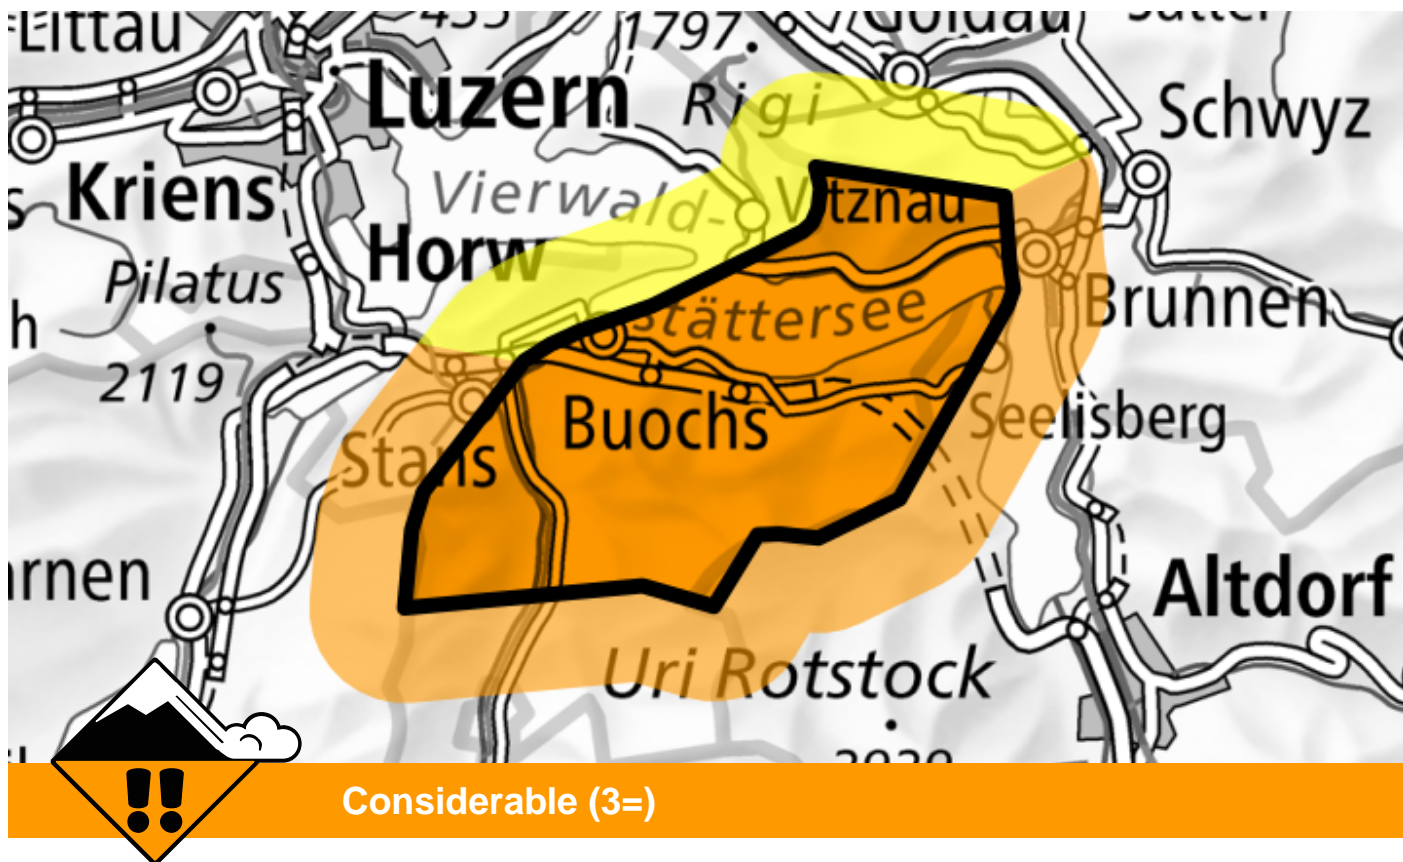 Littau
1797
Goldau
Luzern
Rigi
Schwyz
Kriens
Vierwald-
Vitznau
Horw
Pilatus
stättersee
Brunnen
2119
Buochs
Seelisberg
Stans
Altdorf
Uri Rotstock
Considerable (3=)